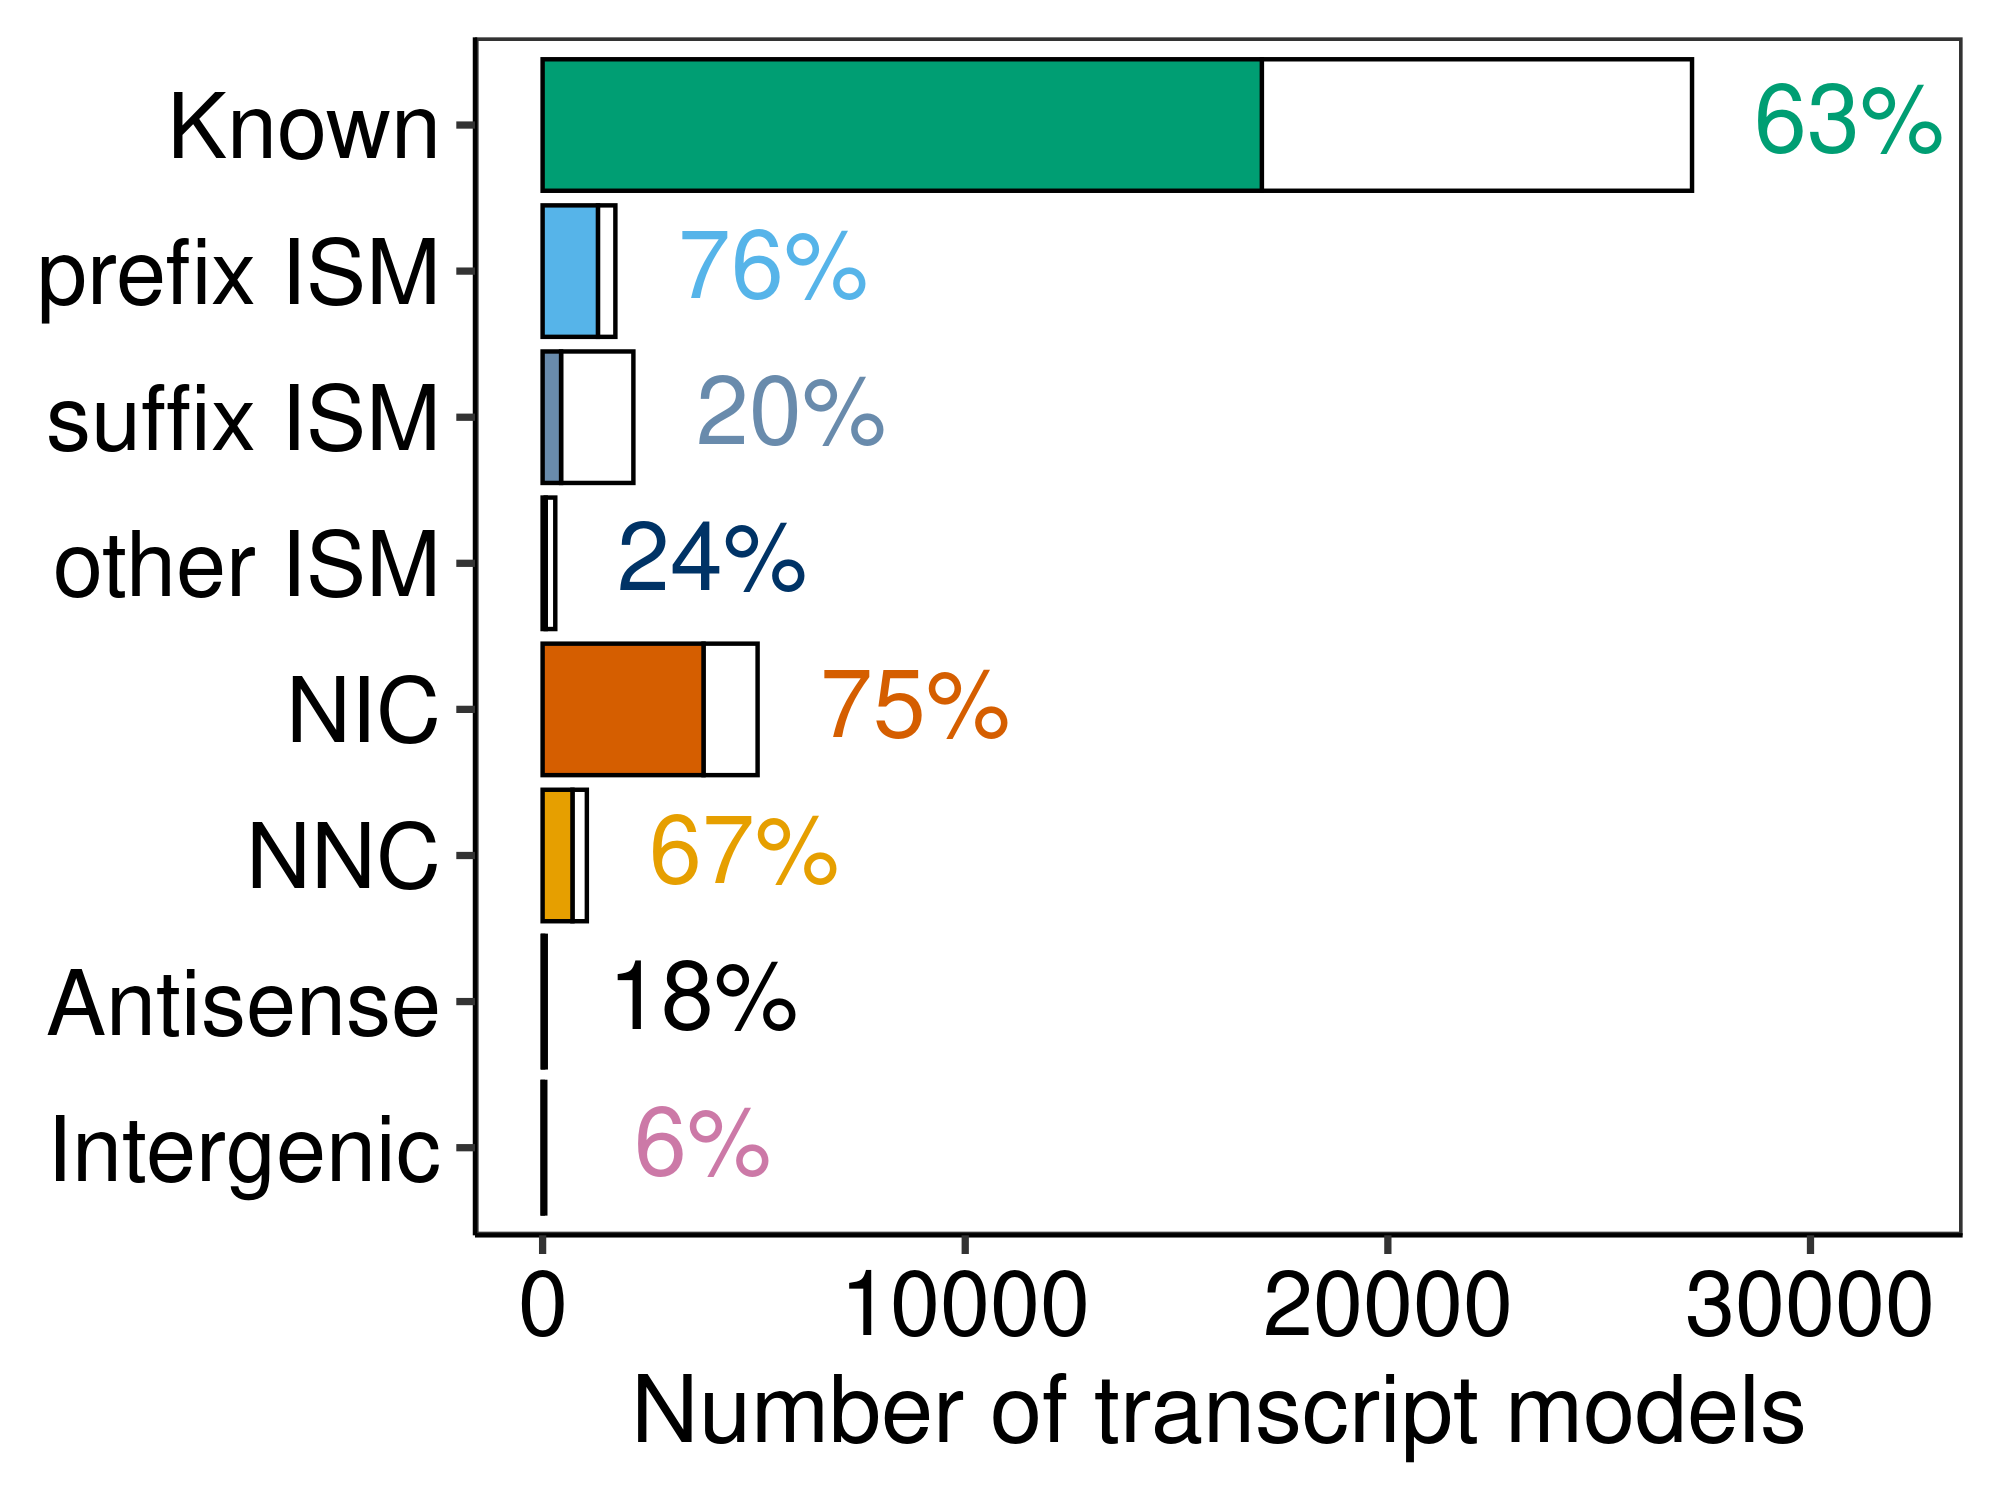 Known 63%
prefix ISM 76%
suffix ISM 20%
other ISM 24%
NIC 75%
NNC 67%
Antisense 18%
Intergenic 6%
0 10000 20000 30000
Number of transcript models